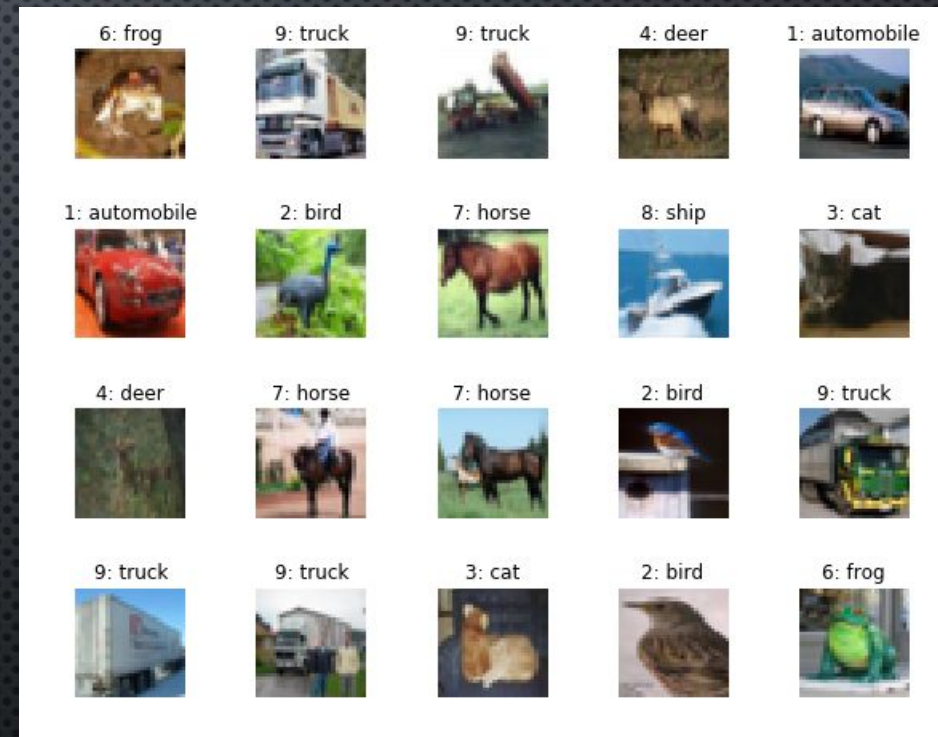 6: frog 9: truck 9: truck 4: deer 1: automobile
1: automobile 2: bird 7: horse 8: ship 3: cat
4: deer 7: horse 7: horse 2: bird 9: truck
9: truck 9: truck 3: cat 2: bird 6: frog